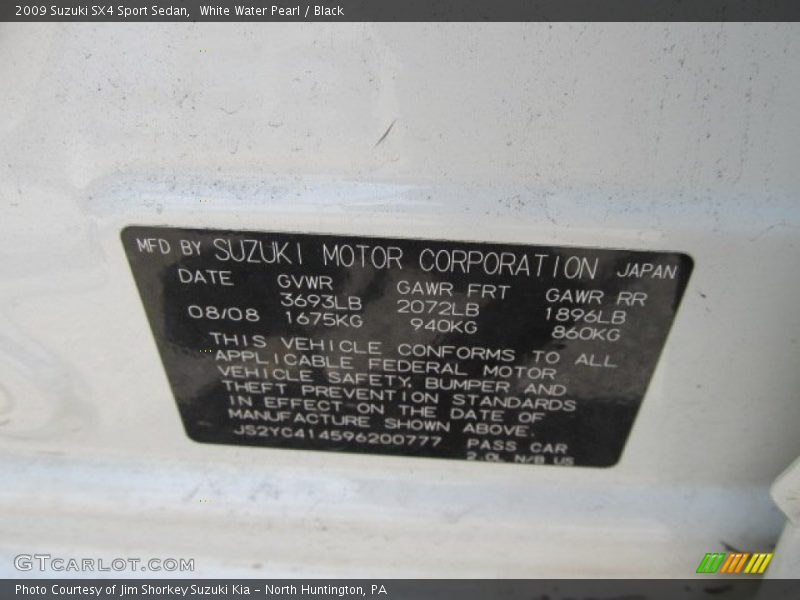 2009 Suzuki SX4 Sport Sedan, White Water Pearl / Black
MFD BY SUZUKI MOTOR CORPORATION JAPAN
DATE GVWR GAWR FRT GAWR RR
3693LB 2072LB 1896LB
08/08 1675KG 940KG 860KG
THIS VEHICLE CONFORMS TO ALL
APPLICABLE FEDERAL MOTOR
VEHICLE SAFETY, BUMPER AND
THEFT PREVENTION STANDARDS
IN EFFECT ON THE DATE OF
MANUFACTURE SHOWN ABOVE.
JS2YC414596200777 PASS CAR
2.0L N/B US
GTCARLOT.COM
Photo Courtesy of Jim Shorkey Suzuki Kia - North Huntington, PA